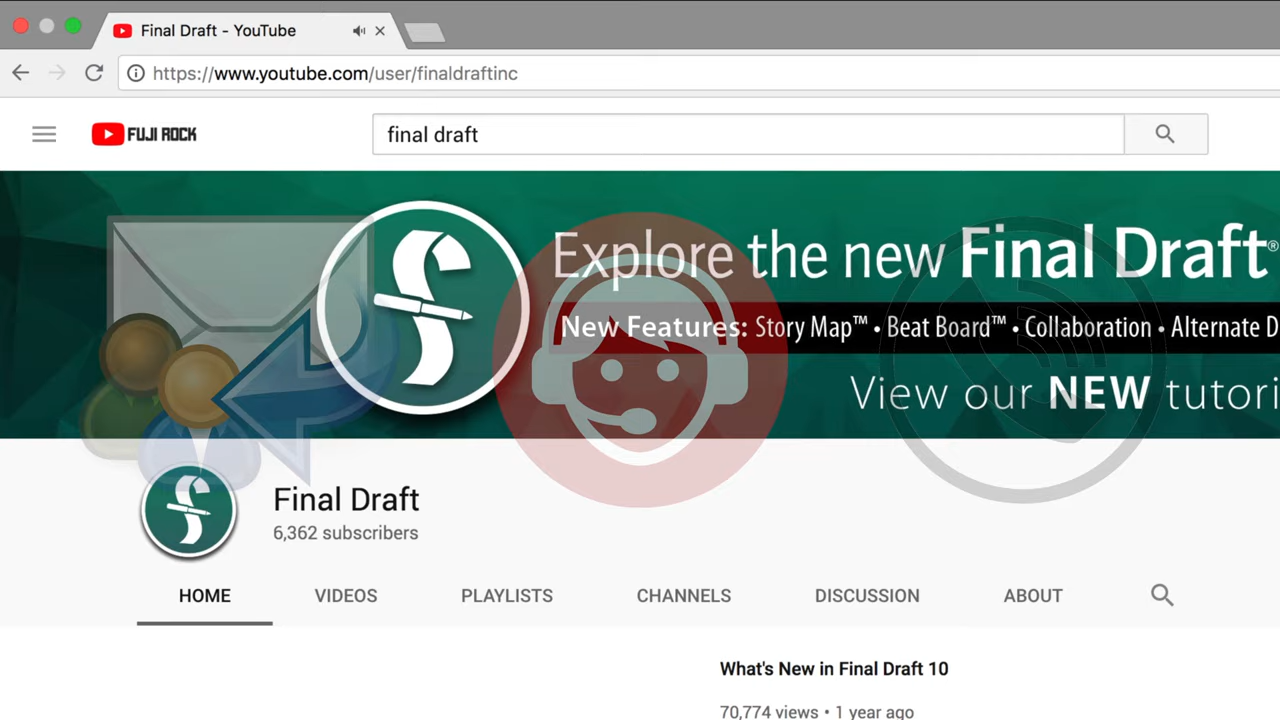 Final Draft - YouTube
https://www.youtube.com/user/finaldraftinc
FUJI ROCK
final draft
Explore the new Final Draft®
New Features: Story Map™ • Beat Board™ • Collaboration • Alternate D
View our NEW tutori
Final Draft
6,362 subscribers
HOME VIDEOS PLAYLISTS CHANNELS DISCUSSION ABOUT
What's New in Final Draft 10
70,774 views • 1 year ago